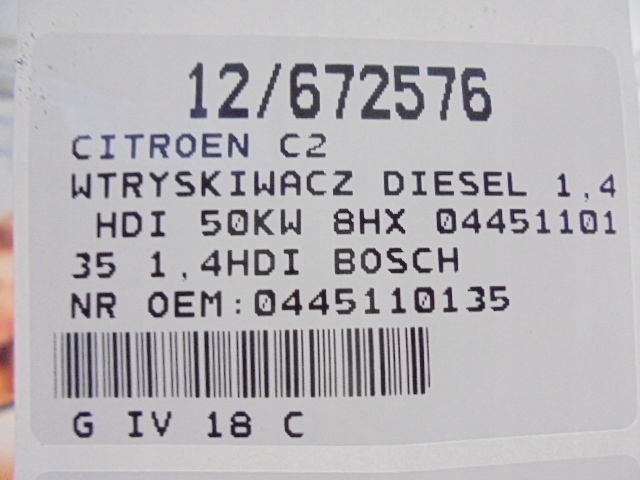 12/672576
CITROEN C2
WTRYSKIWACZ DIESEL 1,4
HDI 50KW 8HX 04451101
35 1,4HDI BOSCH
NR OEM:0445110135
G IV 18 C